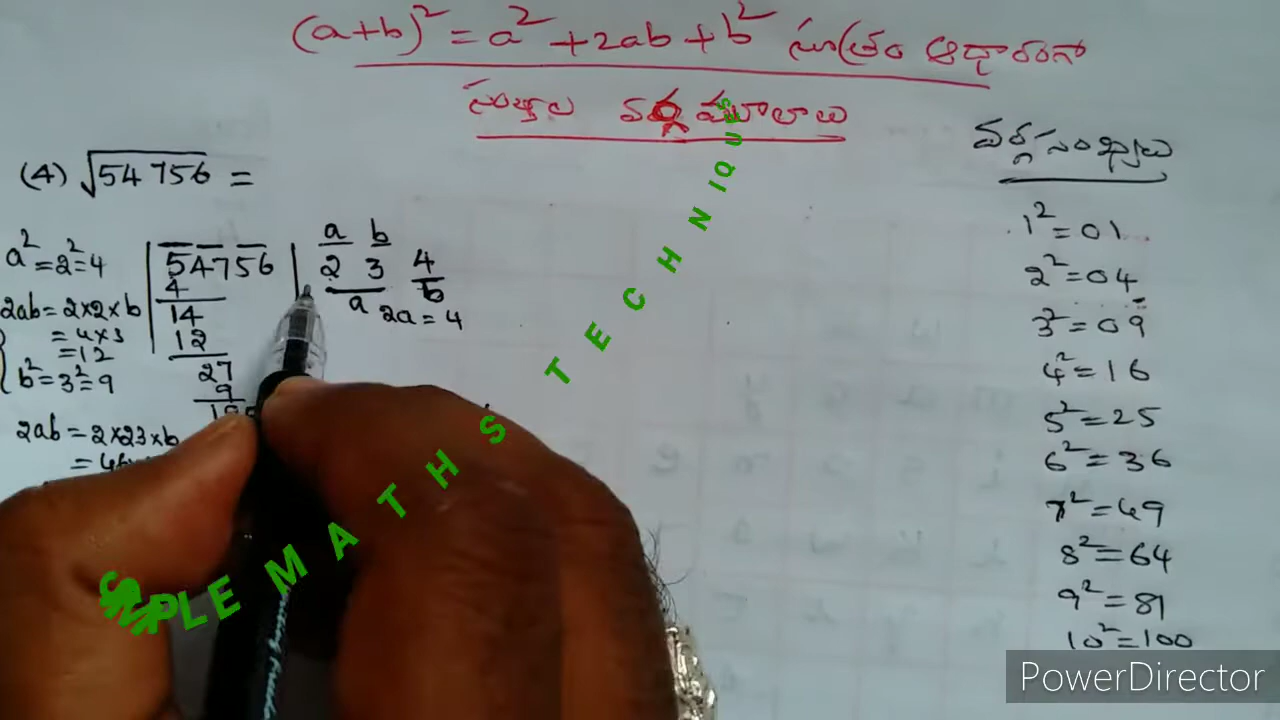 (a+b)² = a² + 2ab + b² సూత్రం ఆధారంగా
సంఖ్యల వర్గమూలాలు
(4) √54756 =
a² = 2² = 4
2ab = 2×2×b
= 4×3
= 12
b² = 3² = 9
2ab = 2×23×b
54756
4
14
12
27
9
a b
2 3 4
a b
2a = 4
వర్గసంఖ్యలు
1² = 01
2² = 04
3² = 09
4² = 16
5² = 25
6² = 36
7² = 49
8² = 64
9² = 81
10² = 100
SIMPLE MATHS TECHNIQUES
PowerDirector